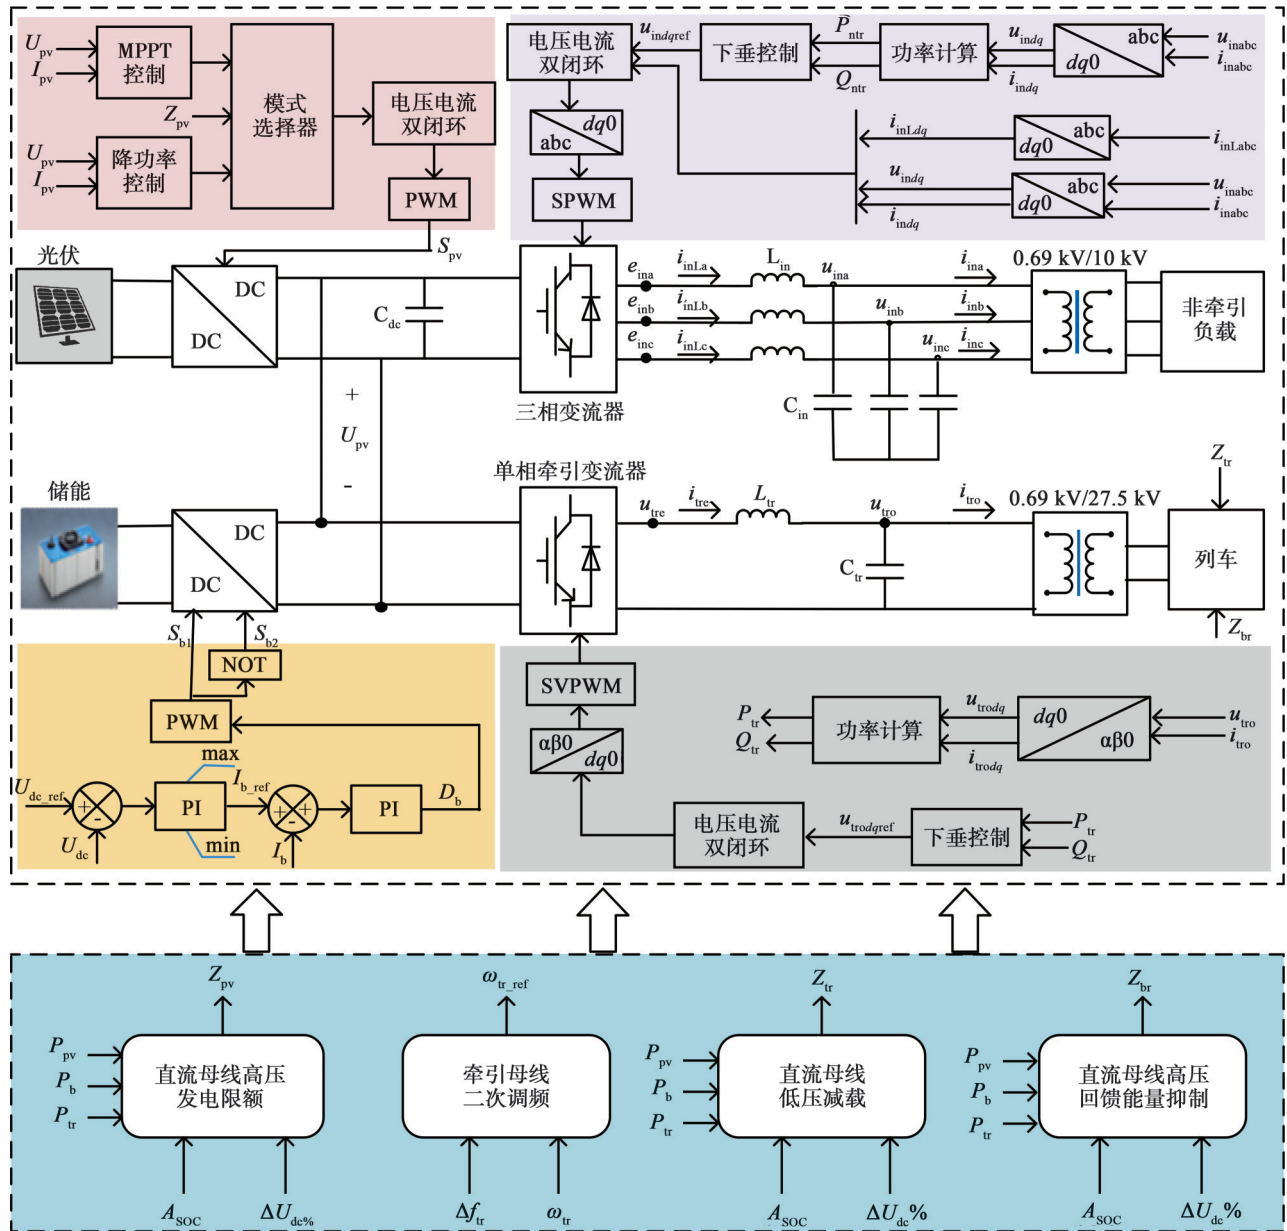 U_pv
I_pv
MPPT
控制
Z_pv
U_pv
I_pv
降功率
控制
模式
选择器
电压电流
双闭环
PWM
S_pv
电压电流
双闭环
u_indqref
下垂控制
P̄_ntr
Q_ntr
功率计算
u_indq
i_indq
abc
dq0
u_inabc
i_inabc
dq0
abc
SPWM
i_inLdq
abc
dq0
i_inLabc
u_indq
i_indq
abc
dq0
u_inabc
i_inabc
光伏
DC
DC
C_dc
+
U_pv
-
三相变流器
e_ina
e_inb
e_inc
i_inLa
i_inLb
i_inLc
L_in
u_ina
u_inb
u_inc
C_in
i_ina
i_inb
i_inc
0.69 kV/10 kV
非牵引
负载
储能
DC
DC
单相牵引变流器
u_tre
i_tre
L_tr
u_tro
C_tr
i_tro
0.69 kV/27.5 kV
Z_tr
列车
Z_br
S_b1
S_b2
NOT
PWM
max
U_dc_ref
+
-
U_dc
PI
min
I_b_ref
+
+
-
I_b
PI
D_b
SVPWM
αβ0
dq0
P_tr
Q_tr
功率计算
u_trodq
i_trodq
dq0
αβ0
u_tro
i_tro
电压电流
双闭环
u_trodqref
下垂控制
P_tr
Q_tr
Z_pv
P_pv
P_b
P_tr
直流母线高压
发电限额
A_SOC
ΔU_dc%
ω_tr_ref
牵引母线
二次调频
Δf_tr
ω_tr
Z_tr
P_pv
P_b
P_tr
直流母线
低压减载
A_SOC
ΔU_dc%
Z_br
P_pv
P_b
P_tr
直流母线高压
回馈能量抑制
A_SOC
ΔU_dc%